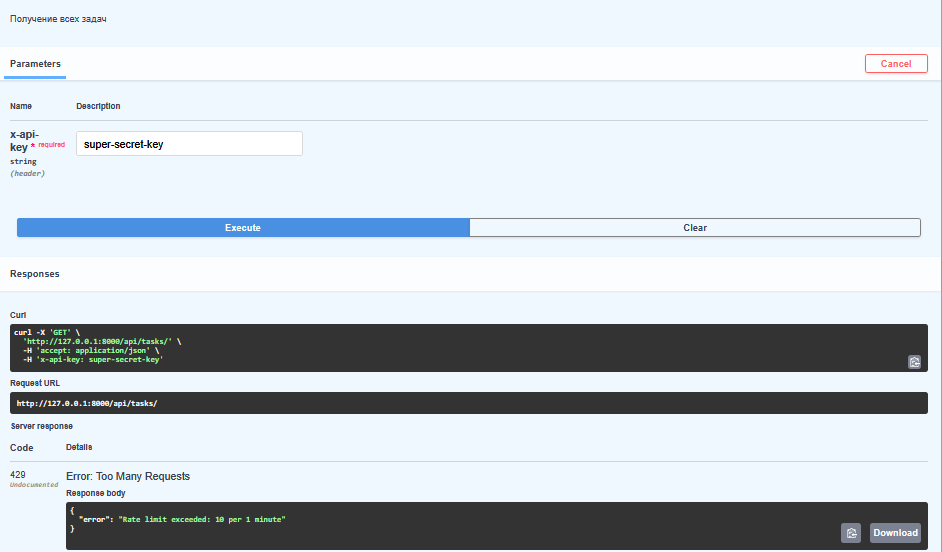 Получение всех задач
Parameters
Cancel
Name Description
x-api-
key * required
string
(header)
super-secret-key
Execute
Clear
Responses
Curl
curl -X 'GET' \
'http://127.0.0.1:8000/api/tasks/' \
-H 'accept: application/json' \
-H 'x-api-key: super-secret-key'
Request URL
http://127.0.0.1:8000/api/tasks/
Server response
Code Details
429
Undocumented
Error: Too Many Requests
Response body
{
"error": "Rate limit exceeded: 10 per 1 minute"
}
Download